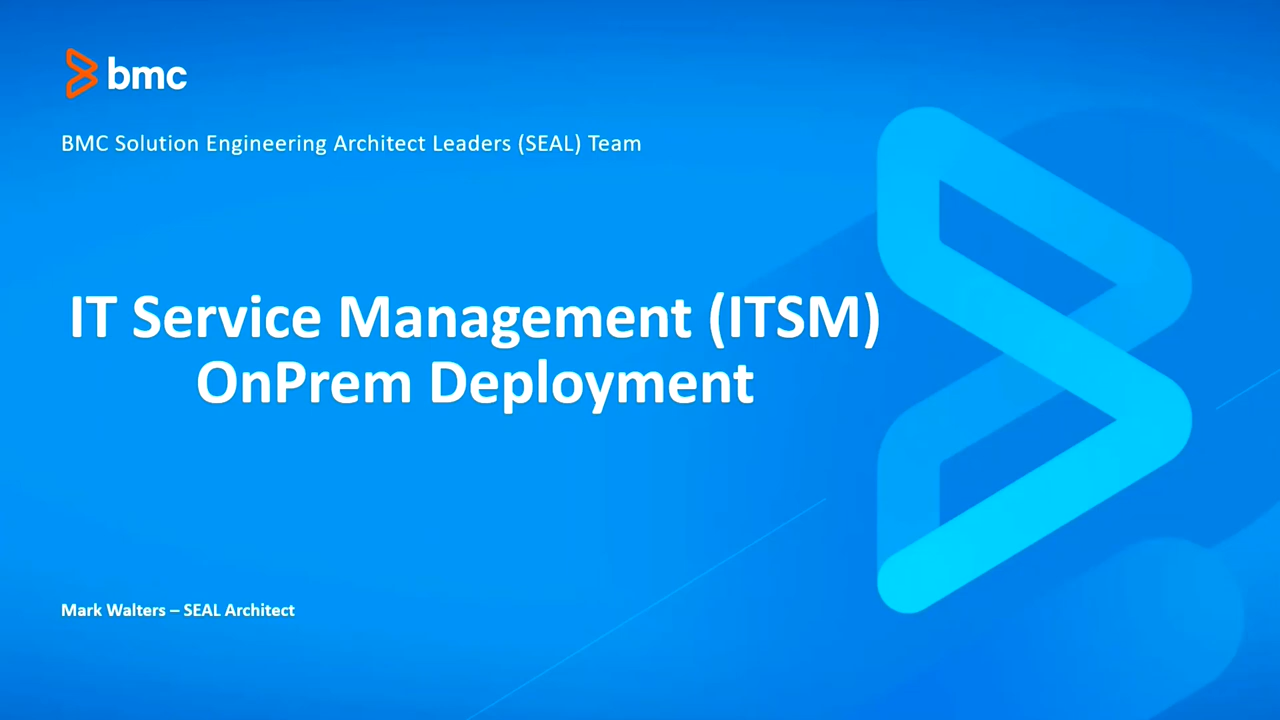 bmc
BMC Solution Engineering Architect Leaders (SEAL) Team
IT Service Management (ITSM)
OnPrem Deployment
Mark Walters – SEAL Architect